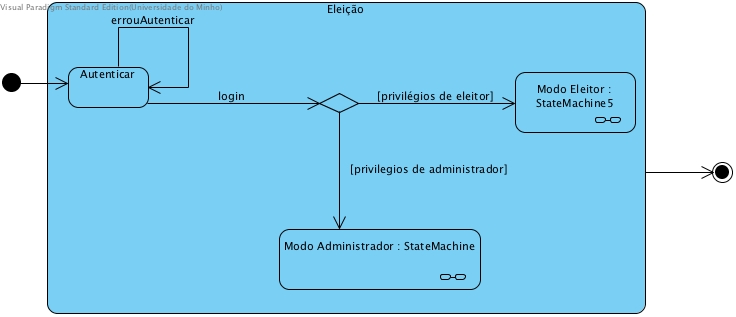 Visual Paradigm Standard Edition(Universidade do Minho)
Eleição
errouAutenticar
Autenticar
login
[privilégios de eleitor]
Modo Eleitor :
StateMachine5
[privilegios de administrador]
Modo Administrador : StateMachine